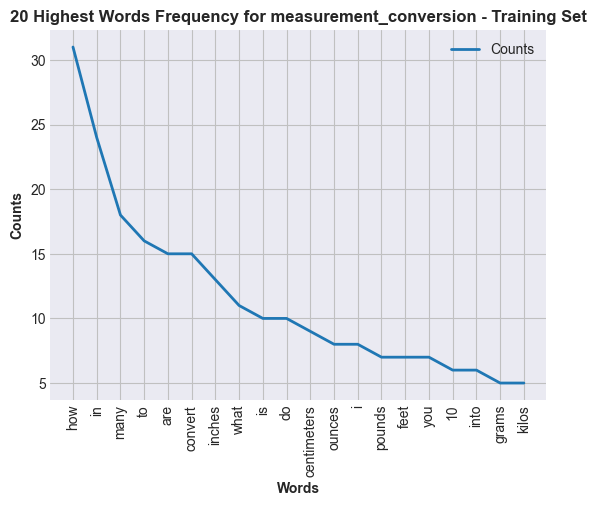 20 Highest Words Frequency for measurement_conversion - Training Set
Counts
30
25
20
15
10
5
Counts
how
in
many
to
are
convert
inches
what
is
do
centimeters
ounces
i
pounds
feet
you
10
into
grams
kilos
Words